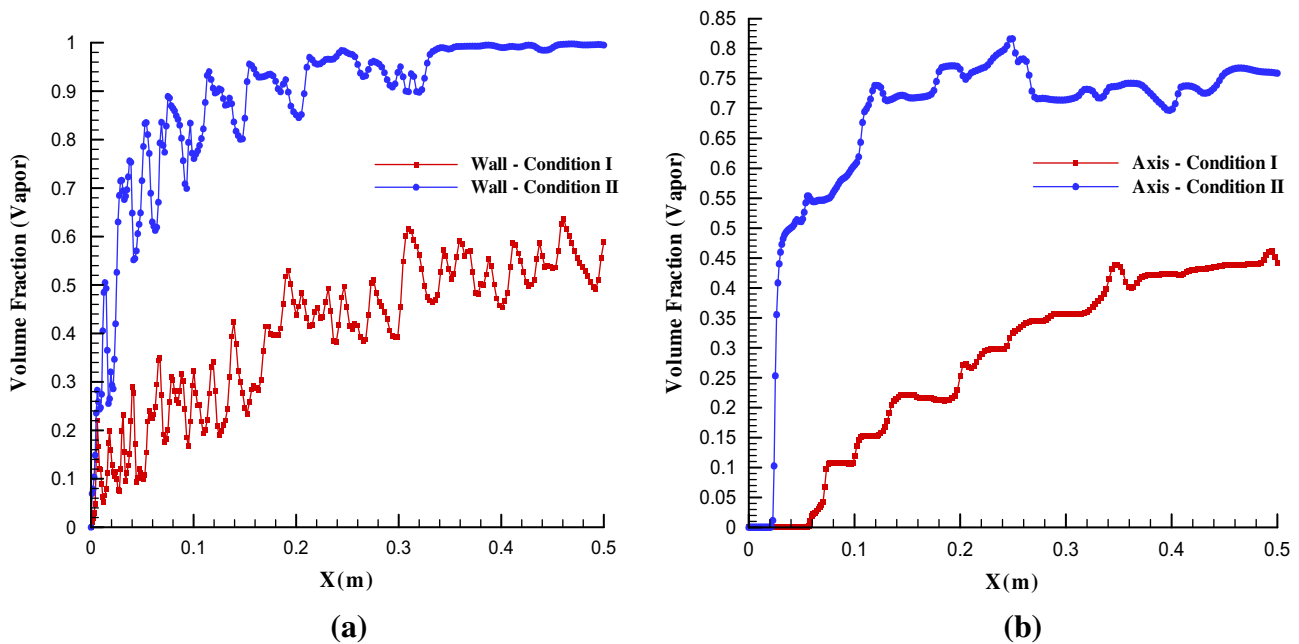 Volume Fraction (Vapor)
1
0.9
0.8
0.7
0.6
0.5
0.4
0.3
0.2
0.1
0
Wall - Condition I
Wall - Condition II
0 0.1 0.2 0.3 0.4 0.5
X(m)
(a)
Volume Fraction (Vapor)
0.85
0.8
0.75
0.7
0.65
0.6
0.55
0.5
0.45
0.4
0.35
0.3
0.25
0.2
0.15
0.1
0.05
0
Axis - Condition I
Axis - Condition II
0 0.1 0.2 0.3 0.4 0.5
X(m)
(b)